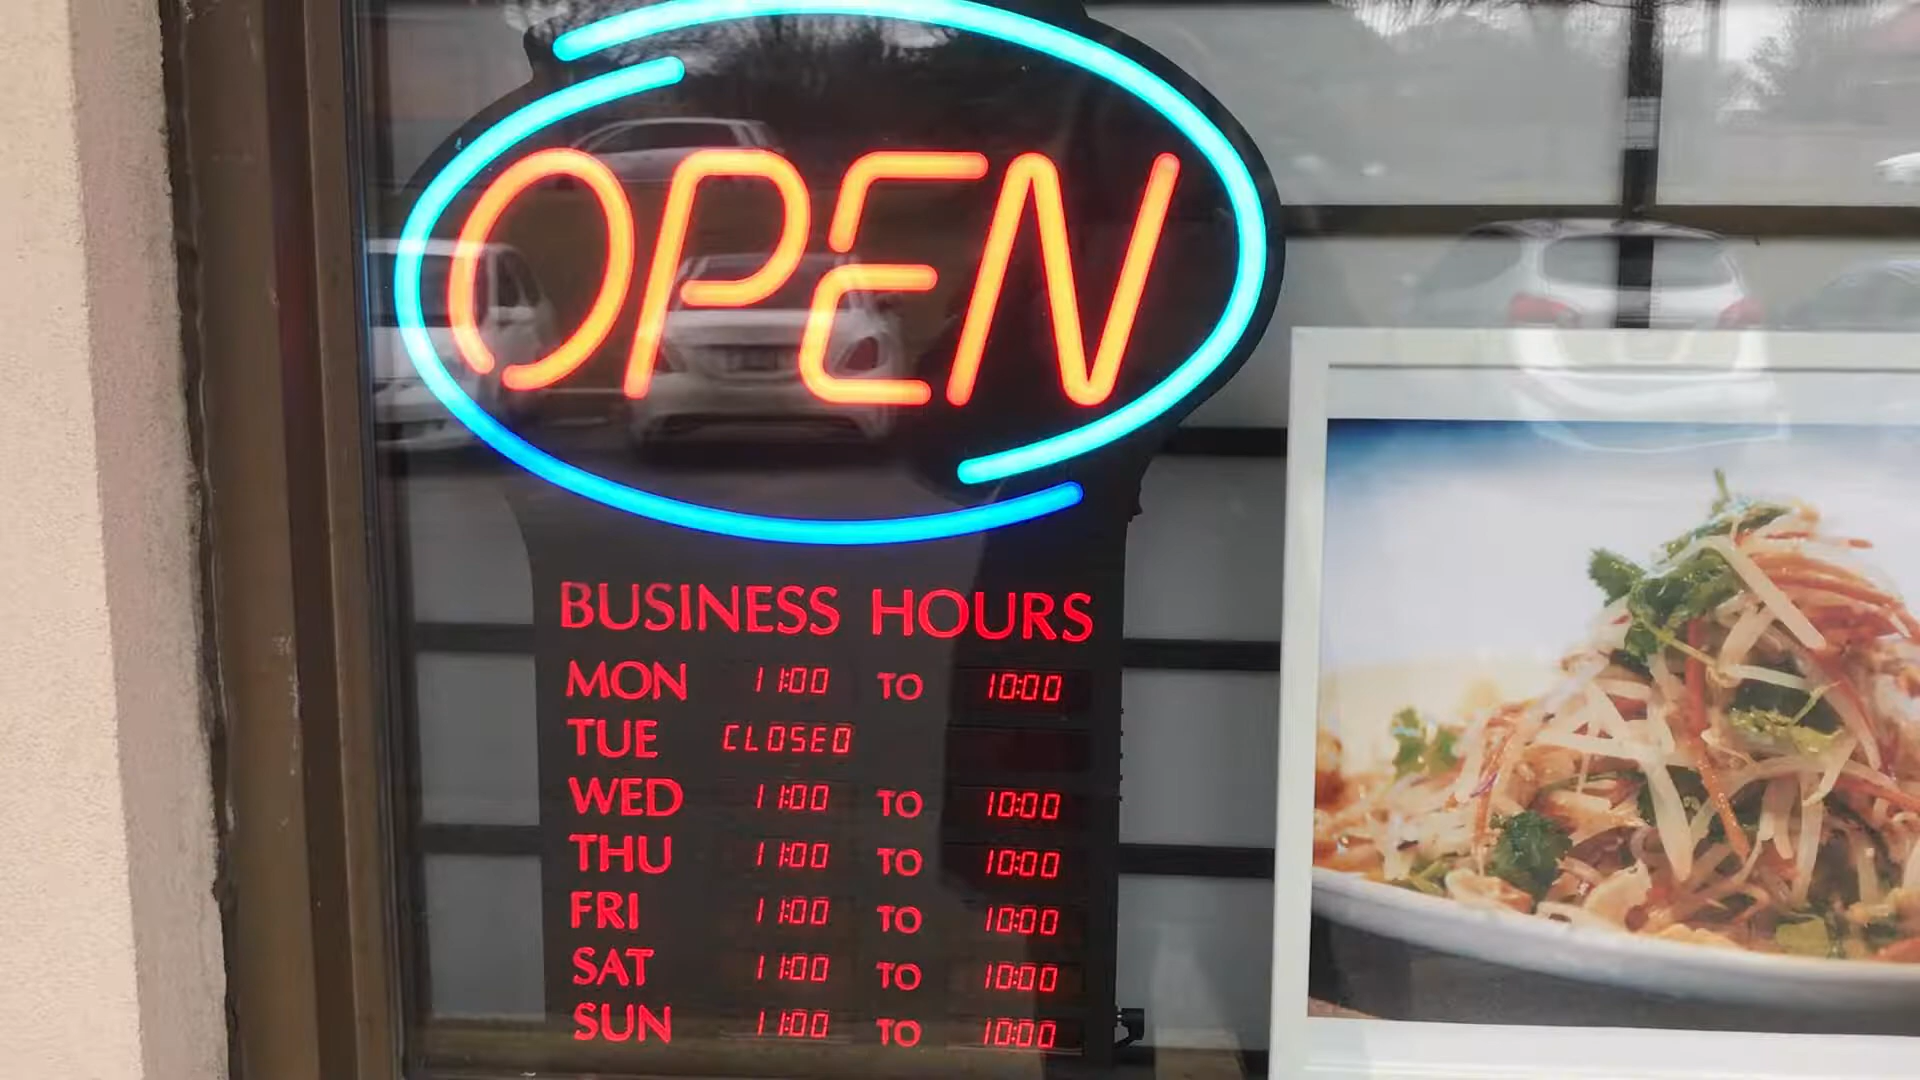 OPEN
BUSINESS HOURS
MON 11:00 TO 10:00
TUE CLOSED
WED 11:00 TO 10:00
THU 11:00 TO 10:00
FRI 11:00 TO 10:00
SAT 11:00 TO 10:00
SUN 11:00 TO 10:00